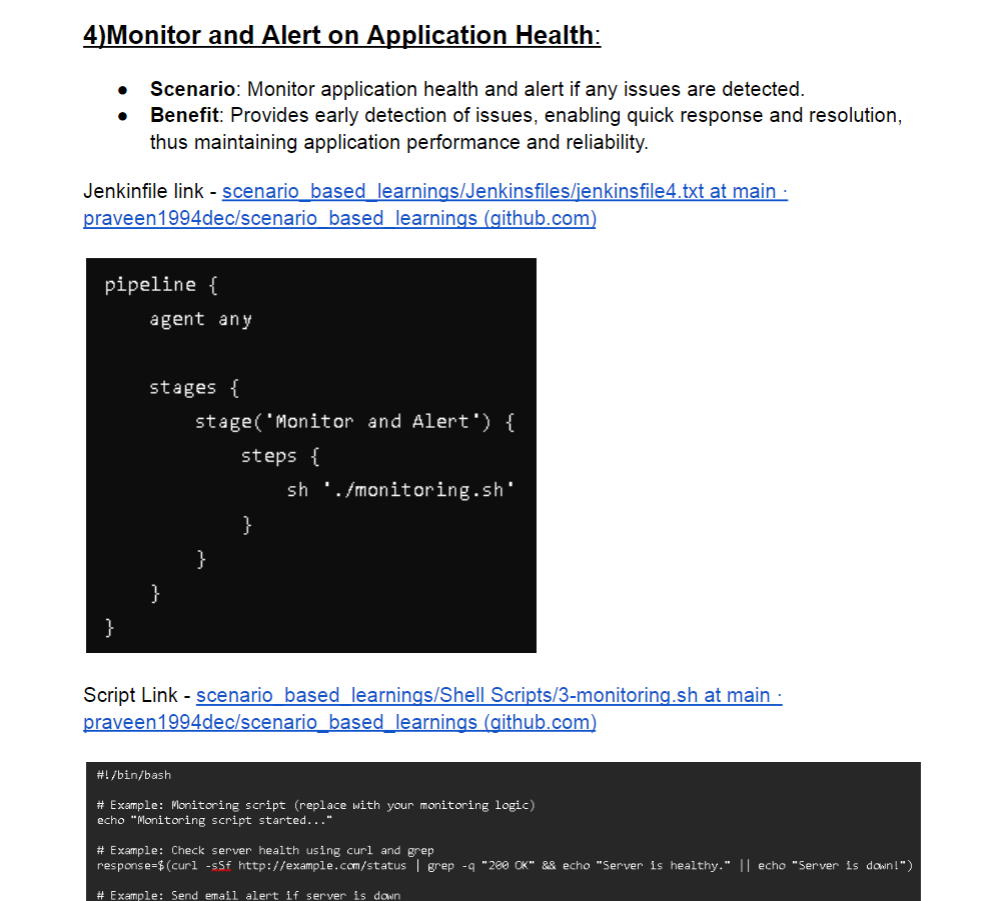 4)Monitor and Alert on Application Health:
● Scenario: Monitor application health and alert if any issues are detected.
● Benefit: Provides early detection of issues, enabling quick response and resolution,
thus maintaining application performance and reliability.
Jenkinfile link - scenario_based_learnings/Jenkinsfiles/jenkinsfile4.txt at main ·
praveen1994dec/scenario_based_learnings (github.com)
pipeline {
    agent any
    stages {
        stage('Monitor and Alert') {
            steps {
                sh './monitoring.sh'
            }
        }
    }
}
Script Link - scenario_based_learnings/Shell Scripts/3-monitoring.sh at main ·
praveen1994dec/scenario_based_learnings (github.com)
#!/bin/bash
# Example: Monitoring script (replace with your monitoring logic)
echo "Monitoring script started..."
# Example: Check server health using curl and grep
response=$(curl -sSf http://example.com/status | grep -q "200 OK" && echo "Server is healthy." || echo "Server is down!")
# Example: Send email alert if server is down